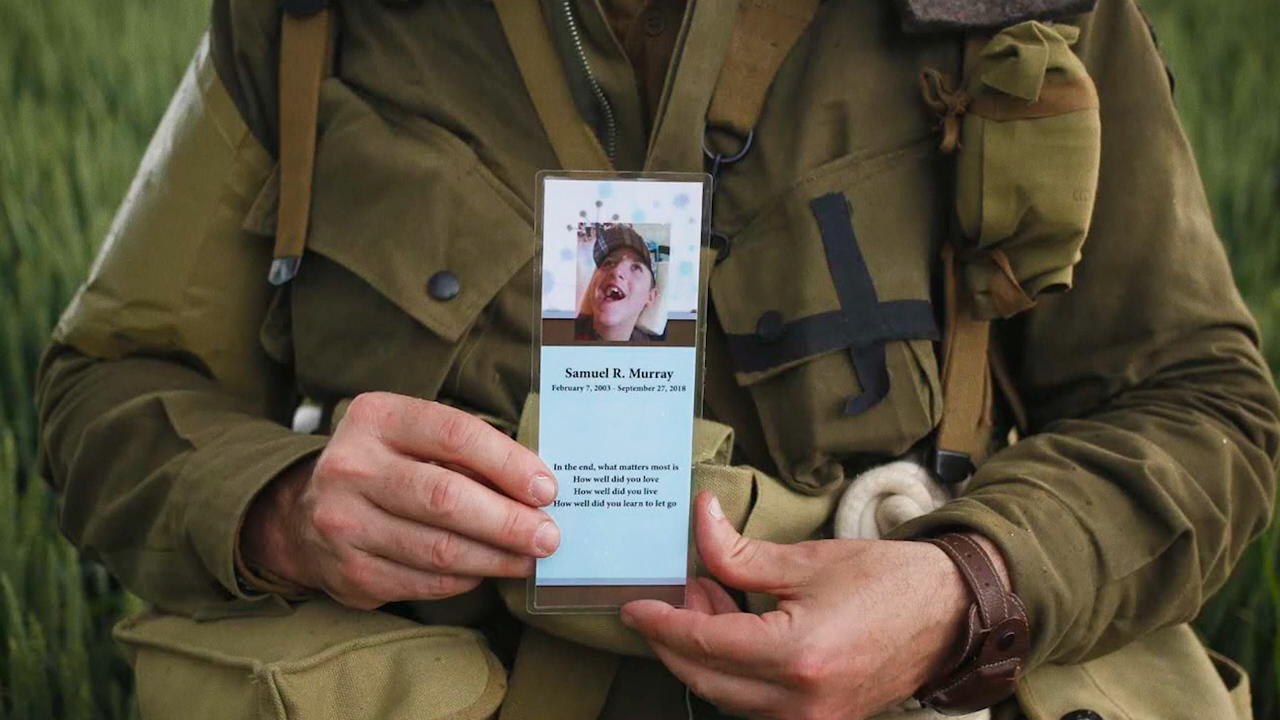 Samuel R. Murray
February 7, 2003 - September 27, 2018
In the end, what matters most is
How well did you love
How well did you live
How well did you learn to let go